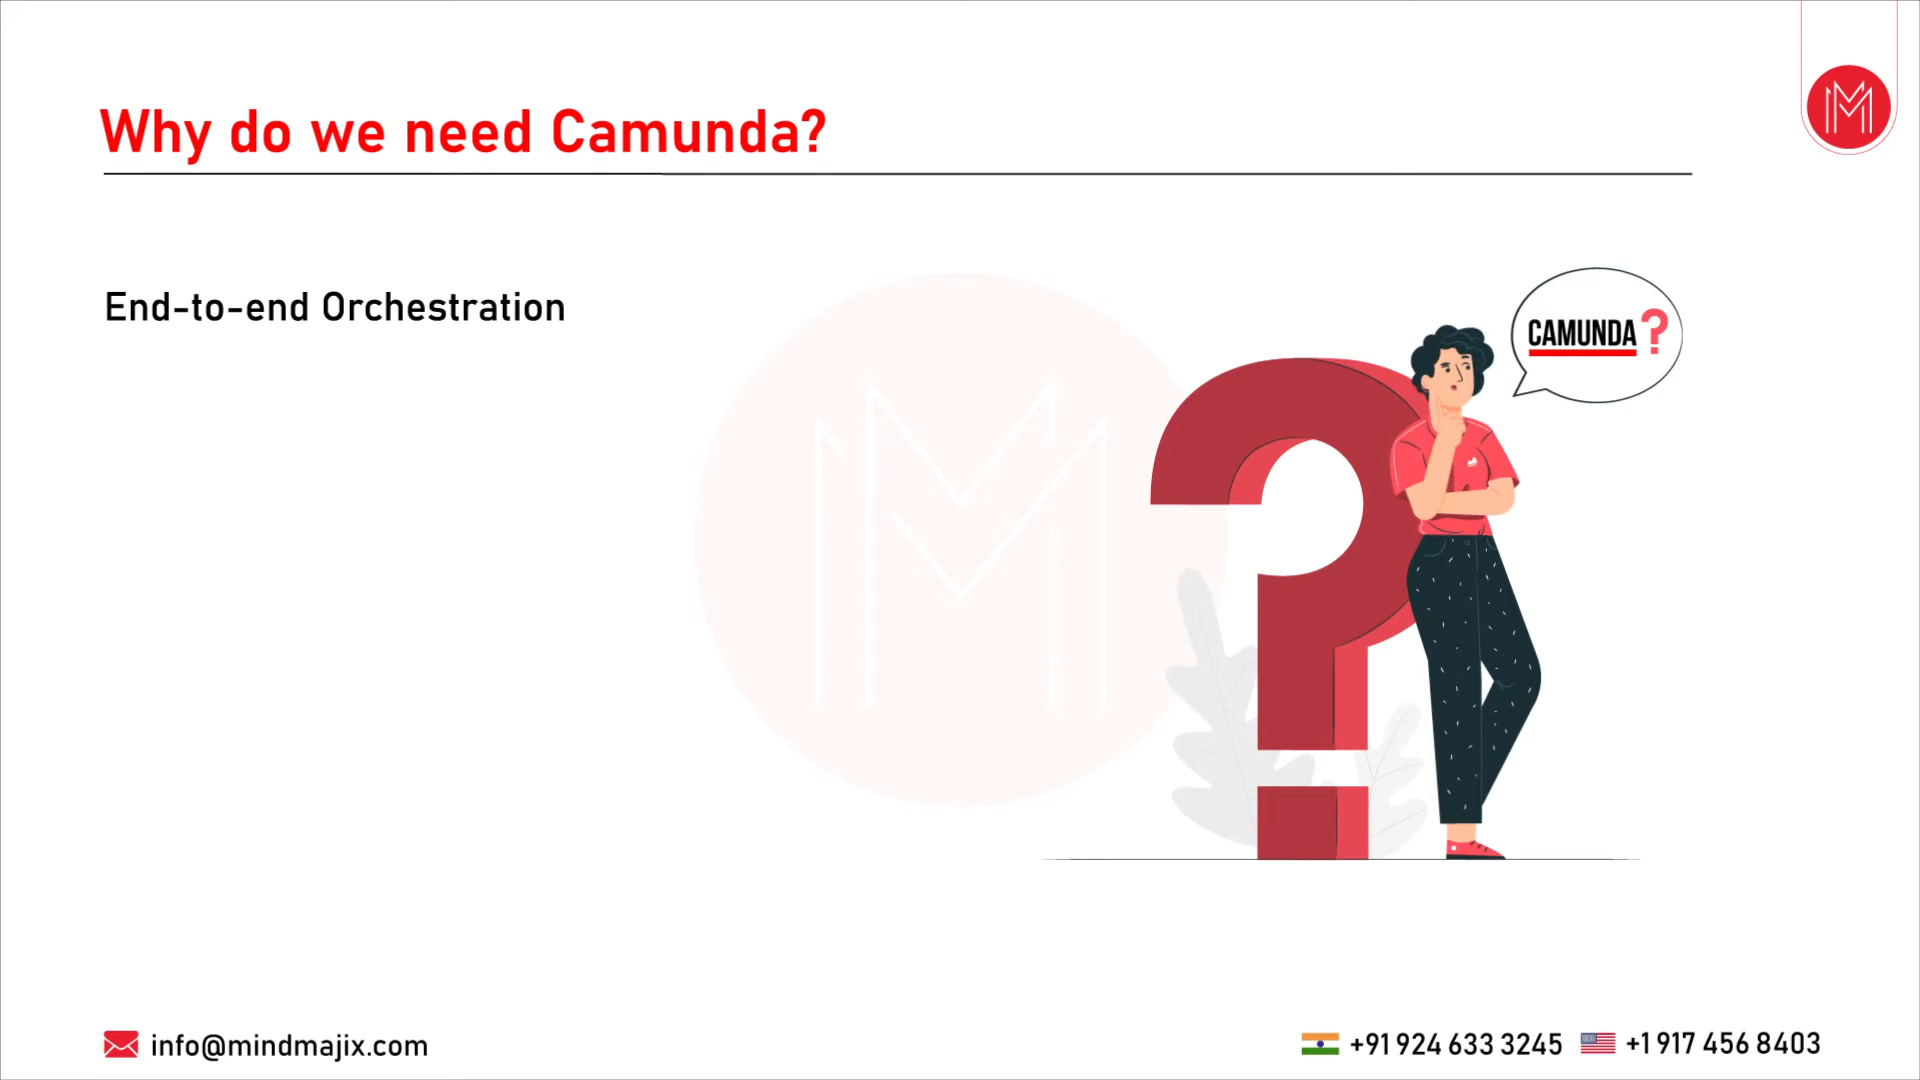 Why do we need Camunda?
End-to-end Orchestration
CAMUNDA?
info@mindmajix.com
+91 924 633 3245
+1 917 456 8403